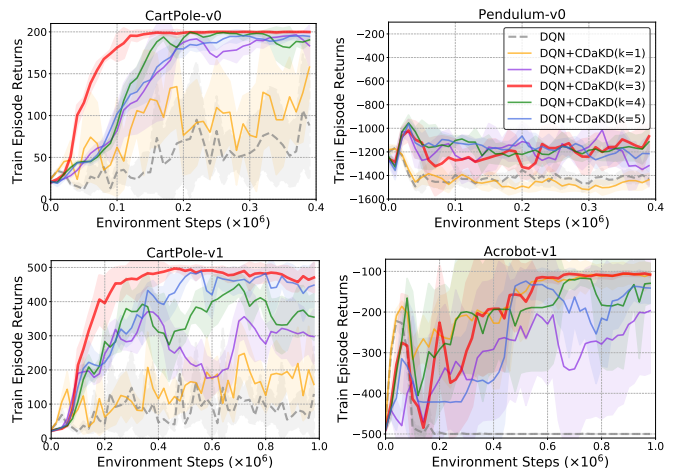 CartPole-v0
Train Episode Returns
200
150
100
50
0
0.0 0.1 0.2 0.3 0.4
Environment Steps (×10⁶)
Pendulum-v0
Train Episode Returns
−200
−400
−600
−800
−1000
−1200
−1400
−1600
DQN
DQN+CDaKD(k=1)
DQN+CDaKD(k=2)
DQN+CDaKD(k=3)
DQN+CDaKD(k=4)
DQN+CDaKD(k=5)
0.0 0.1 0.2 0.3 0.4
Environment Steps (×10⁶)
CartPole-v1
Train Episode Returns
500
400
300
200
100
0
0.0 0.2 0.4 0.6 0.8 1.0
Environment Steps (×10⁶)
Acrobot-v1
Train Episode Returns
−100
−200
−300
−400
−500
0.0 0.2 0.4 0.6 0.8 1.0
Environment Steps (×10⁶)